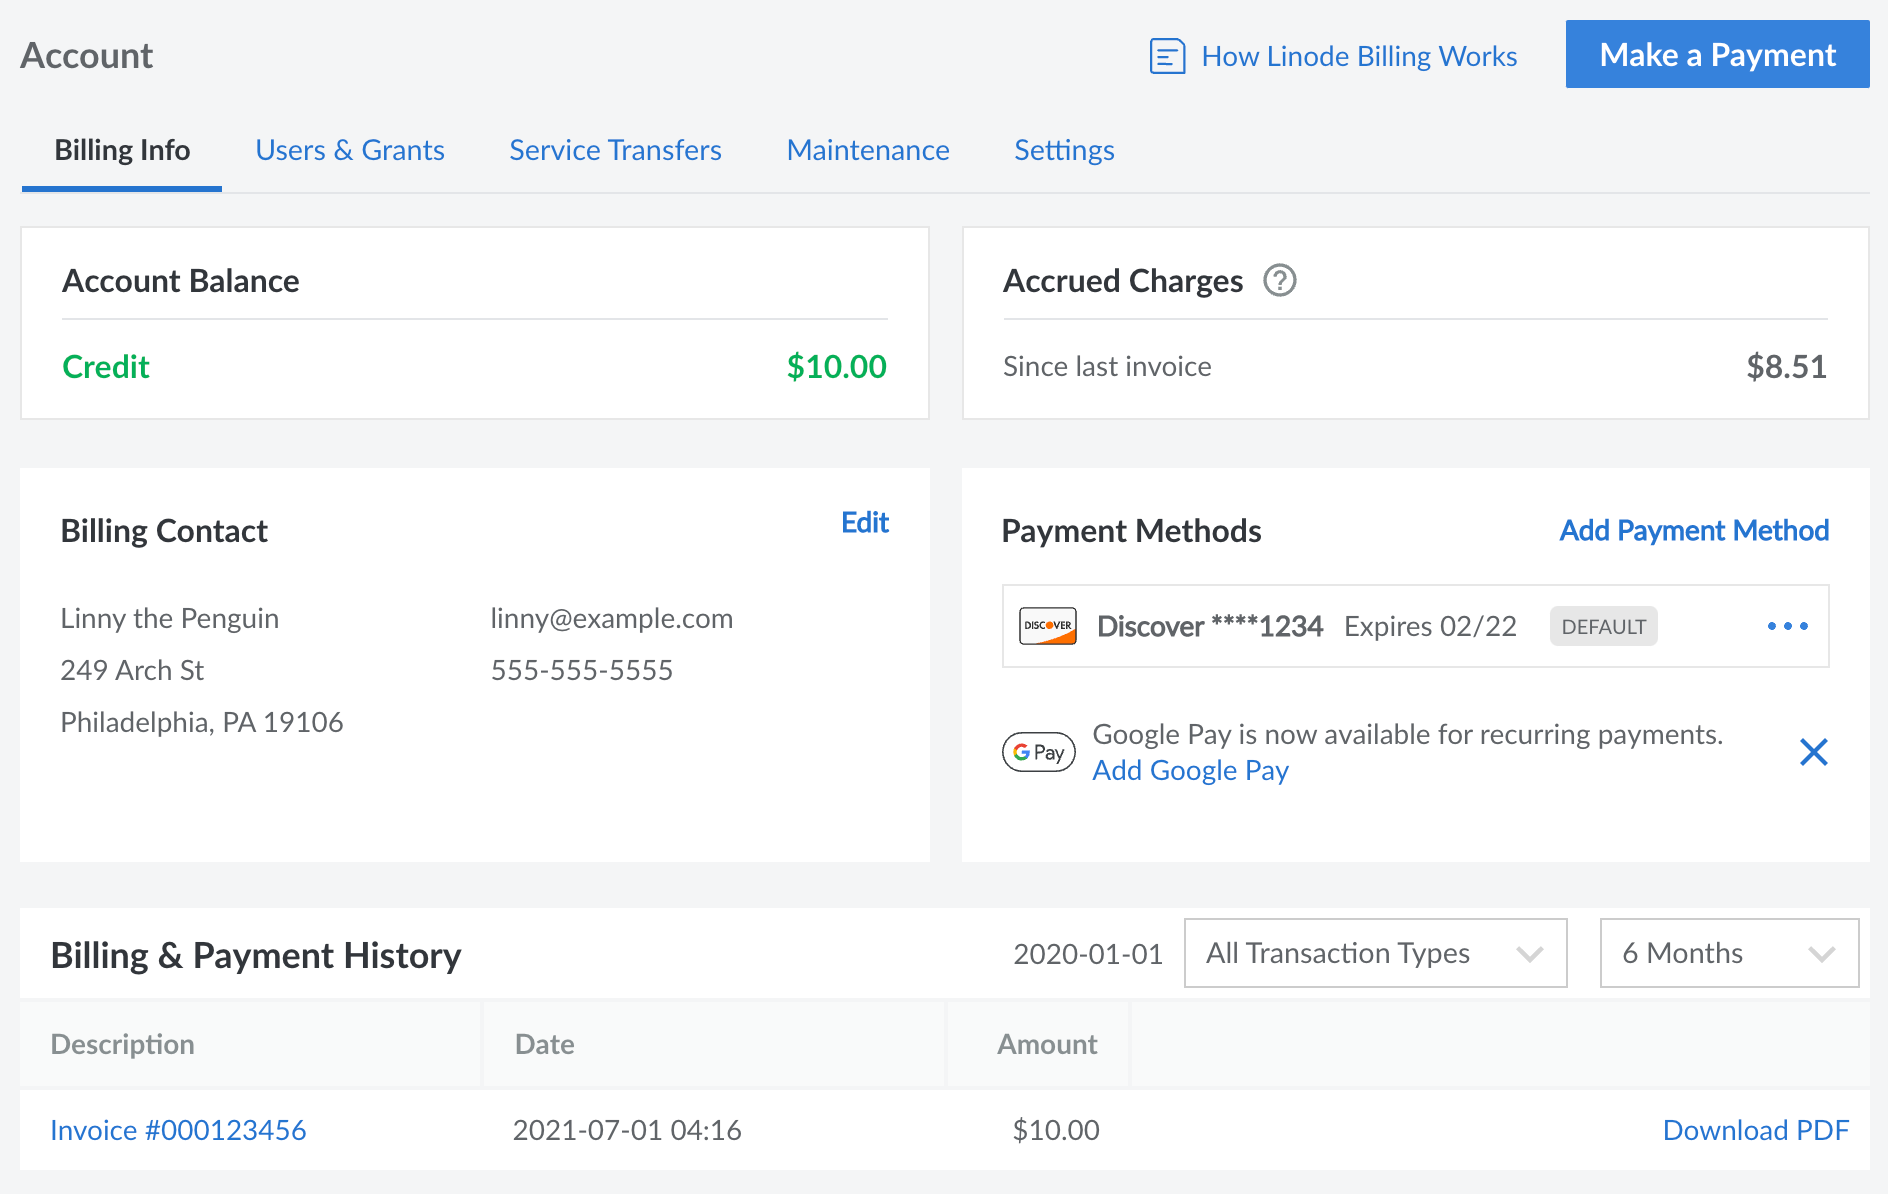 Account
How Linode Billing Works
Make a Payment
Billing Info
Users & Grants
Service Transfers
Maintenance
Settings
Account Balance
Credit
$10.00
Accrued Charges
?
Since last invoice
$8.51
Billing Contact
Edit
Linny the Penguin
249 Arch St
Philadelphia, PA 19106
linny@example.com
555-555-5555
Payment Methods
Add Payment Method
DISCOVER
Discover ****1234
Expires 02/22
DEFAULT
G Pay
Google Pay is now available for recurring payments.
Add Google Pay
Billing & Payment History
2020-01-01
All Transaction Types
6 Months
Description
Date
Amount
Invoice #000123456
2021-07-01 04:16
$10.00
Download PDF